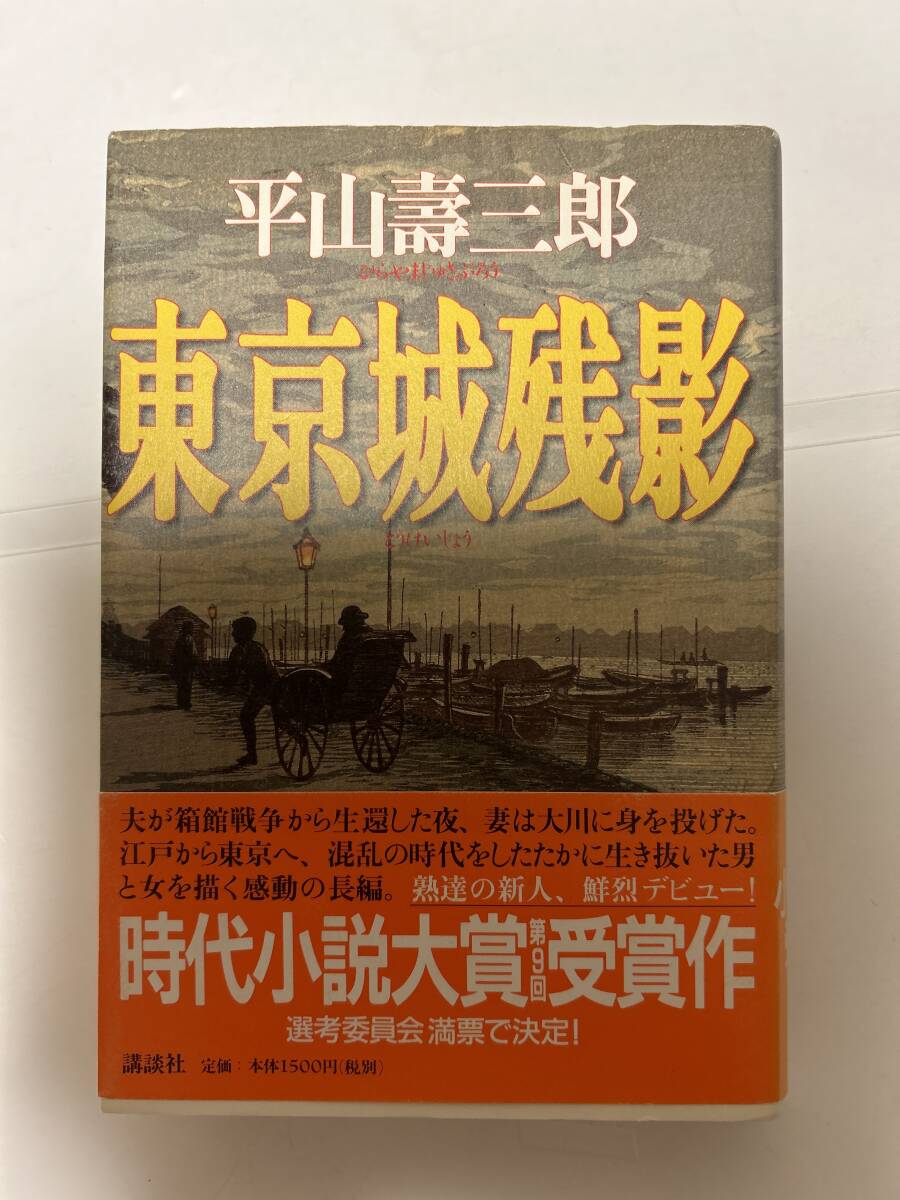 平山壽三郎
ひらやまじゅさぶろう
東京城残影
とうけいじょう
夫が箱館戦争から生還した夜、妻は大川に身を投げた。
江戸から東京へ、混乱の時代をしたたかに生き抜いた男
と女を描く感動の長編。熟達の新人、鮮烈デビュー!
時代小説大賞第9回受賞作
選考委員会満票で決定!
講談社 定価:本体1500円(税別)